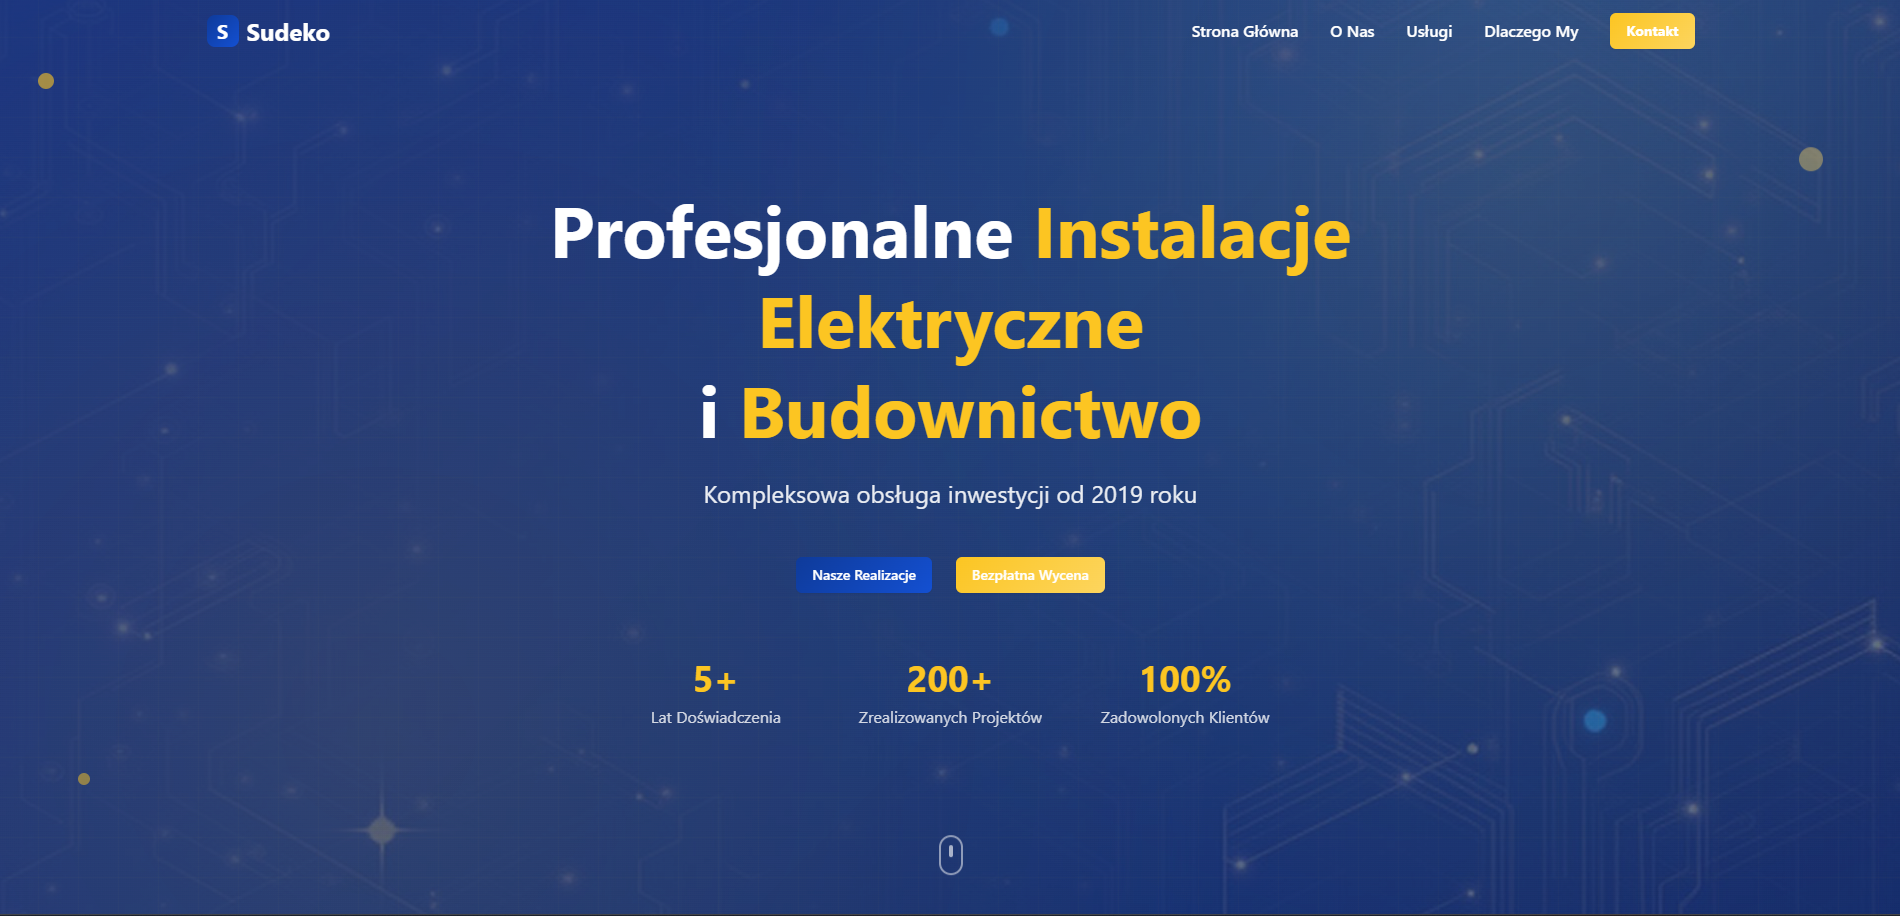 S Sudeko
Strona Główna O Nas Usługi Dlaczego My Kontakt
Profesjonalne Instalacje
Elektryczne
i Budownictwo
Kompleksowa obsługa inwestycji od 2019 roku
Nasze Realizacje Bezpłatna Wycena
5+ 200+ 100%
Lat Doświadczenia Zrealizowanych Projektów Zadowolonych Klientów